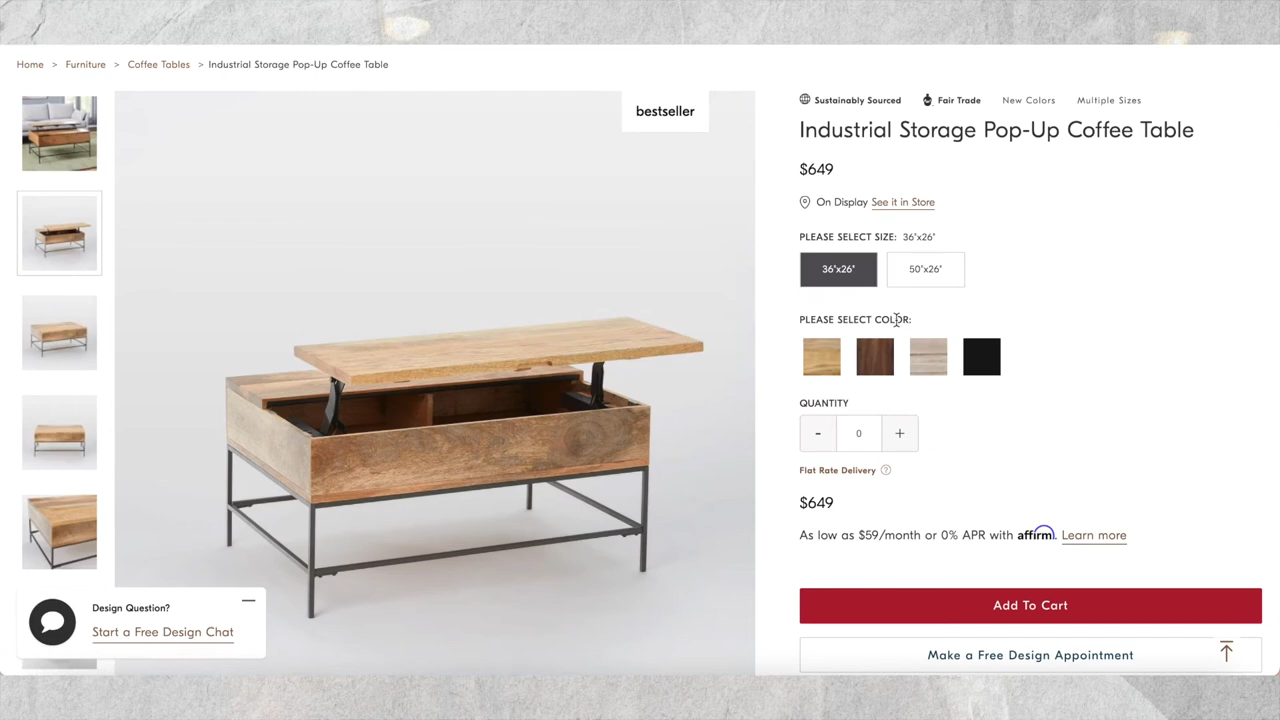 Home > Furniture > Coffee Tables > Industrial Storage Pop-Up Coffee Table
bestseller
Sustainably Sourced Fair Trade New Colors Multiple Sizes
Industrial Storage Pop-Up Coffee Table
$649
On Display See it in Store
PLEASE SELECT SIZE: 36"x26"
36"x26" 50"x26"
PLEASE SELECT COLOR:
QUANTITY
- 0 +
Flat Rate Delivery ?
$649
As low as $59/month or 0% APR with affirm. Learn more
Add To Cart
Make a Free Design Appointment
Design Question?
Start a Free Design Chat